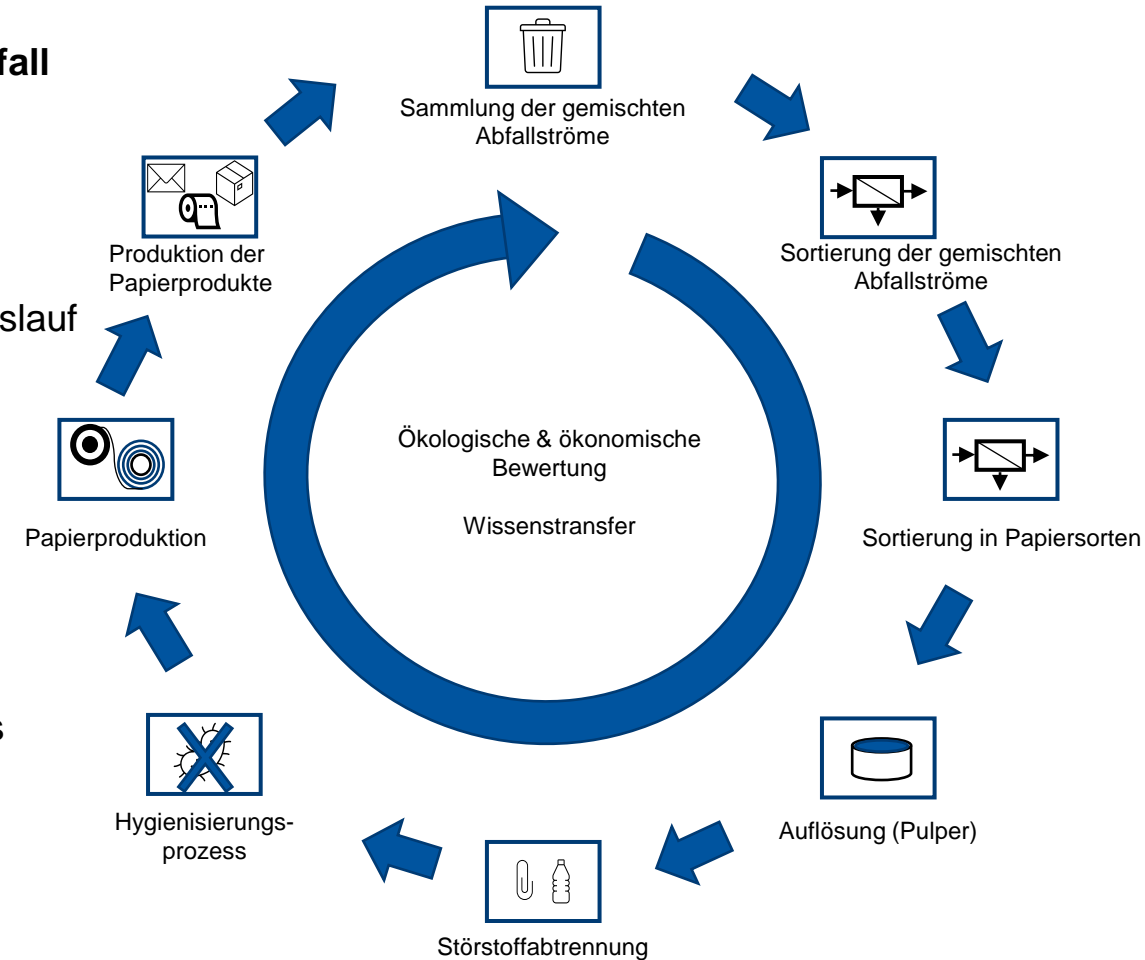 fall
Sammlung der gemischten
Abfallströme
Sortierung der gemischten
Abfallströme
Sortierung in Papiersorten
Auflösung (Pulper)
Störstoffabtrennung
Hygienisierungs-
prozess
Papierproduktion
Produktion der
Papierprodukte
slauf
s
Ökologische & ökonomische
Bewertung
Wissenstransfer